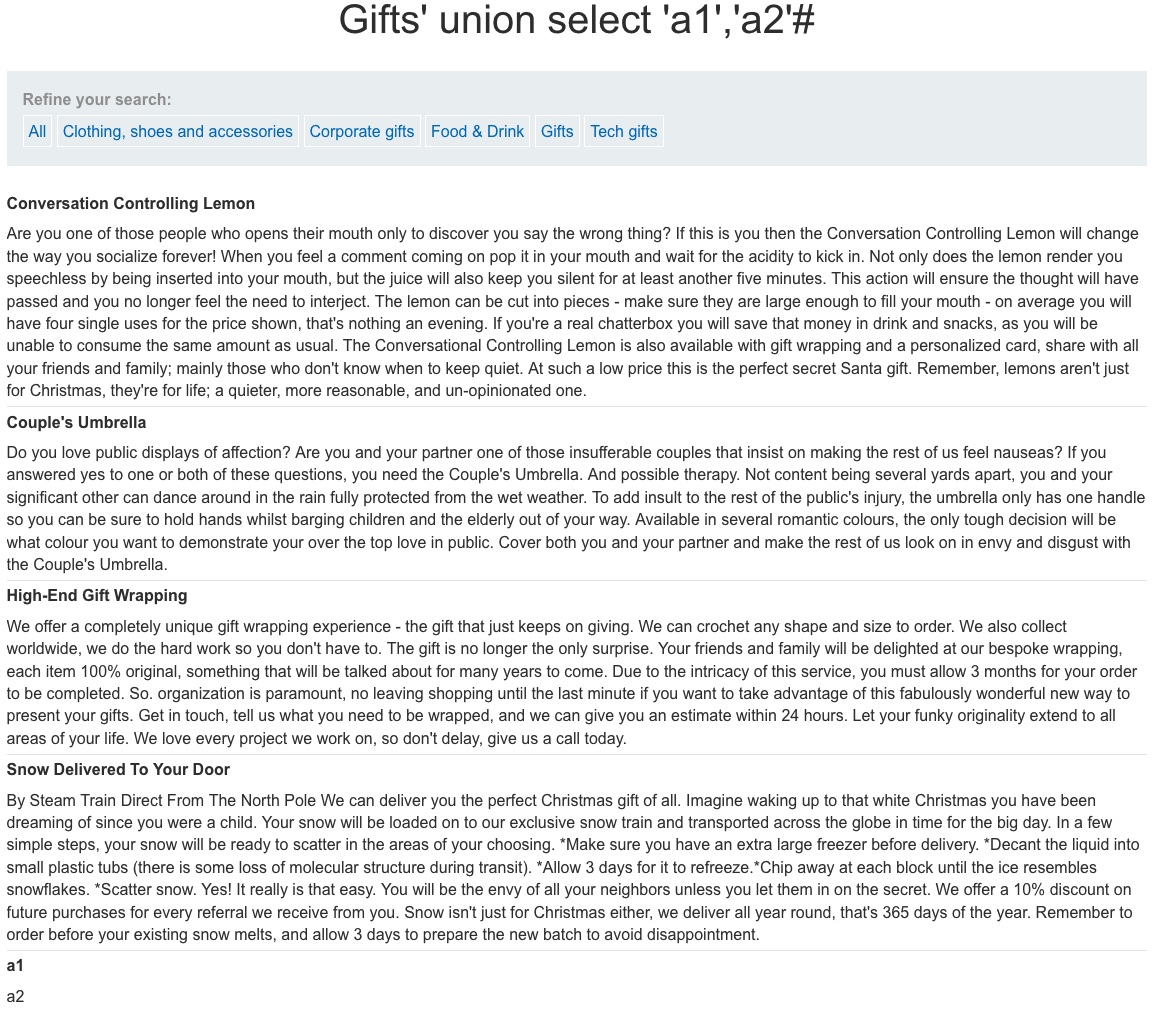 Gifts' union select 'a1','a2'#
Refine your search:
All Clothing, shoes and accessories Corporate gifts Food & Drink Gifts Tech gifts
Conversation Controlling Lemon
Are you one of those people who opens their mouth only to discover you say the wrong thing? If this is you then the Conversation Controlling Lemon will change
the way you socialize forever! When you feel a comment coming on pop it in your mouth and wait for the acidity to kick in. Not only does the lemon render you
speechless by being inserted into your mouth, but the juice will also keep you silent for at least another five minutes. This action will ensure the thought will have
passed and you no longer feel the need to interject. The lemon can be cut into pieces - make sure they are large enough to fill your mouth - on average you will
have four single uses for the price shown, that's nothing an evening. If you're a real chatterbox you will save that money in drink and snacks, as you will be
unable to consume the same amount as usual. The Conversational Controlling Lemon is also available with gift wrapping and a personalized card, share with all
your friends and family; mainly those who don't know when to keep quiet. At such a low price this is the perfect secret Santa gift. Remember, lemons aren't just
for Christmas, they're for life; a quieter, more reasonable, and un-opinionated one.
Couple's Umbrella
Do you love public displays of affection? Are you and your partner one of those insufferable couples that insist on making the rest of us feel nauseas? If you
answered yes to one or both of these questions, you need the Couple's Umbrella. And possible therapy. Not content being several yards apart, you and your
significant other can dance around in the rain fully protected from the wet weather. To add insult to the rest of the public's injury, the umbrella only has one handle
so you can be sure to hold hands whilst barging children and the elderly out of your way. Available in several romantic colours, the only tough decision will be
what colour you want to demonstrate your over the top love in public. Cover both you and your partner and make the rest of us look on in envy and disgust with
the Couple's Umbrella.
High-End Gift Wrapping
We offer a completely unique gift wrapping experience - the gift that just keeps on giving. We can crochet any shape and size to order. We also collect
worldwide, we do the hard work so you don't have to. The gift is no longer the only surprise. Your friends and family will be delighted at our bespoke wrapping,
each item 100% original, something that will be talked about for many years to come. Due to the intricacy of this service, you must allow 3 months for your order
to be completed. So. organization is paramount, no leaving shopping until the last minute if you want to take advantage of this fabulously wonderful new way to
present your gifts. Get in touch, tell us what you need to be wrapped, and we can give you an estimate within 24 hours. Let your funky originality extend to all
areas of your life. We love every project we work on, so don't delay, give us a call today.
Snow Delivered To Your Door
By Steam Train Direct From The North Pole We can deliver you the perfect Christmas gift of all. Imagine waking up to that white Christmas you have been
dreaming of since you were a child. Your snow will be loaded on to our exclusive snow train and transported across the globe in time for the big day. In a few
simple steps, your snow will be ready to scatter in the areas of your choosing. *Make sure you have an extra large freezer before delivery. *Decant the liquid into
small plastic tubs (there is some loss of molecular structure during transit). *Allow 3 days for it to refreeze.*Chip away at each block until the ice resembles
snowflakes. *Scatter snow. Yes! It really is that easy. You will be the envy of all your neighbors unless you let them in on the secret. We offer a 10% discount on
future purchases for every referral we receive from you. Snow isn't just for Christmas either, we deliver all year round, that's 365 days of the year. Remember to
order before your existing snow melts, and allow 3 days to prepare the new batch to avoid disappointment.
a1
a2